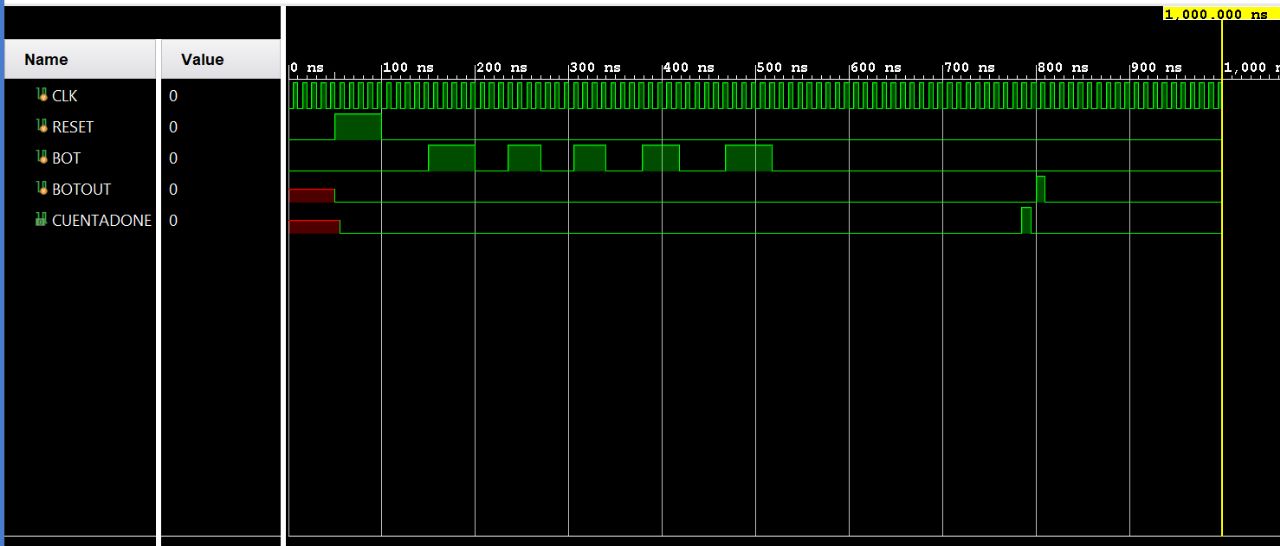 1,000.000 ns
Name Value
0 ns 100 ns 200 ns 300 ns 400 ns 500 ns 600 ns 700 ns 800 ns 900 ns 1,000 n
CLK 0
RESET 0
BOT 0
BOTOUT 0
CUENTADONE 0